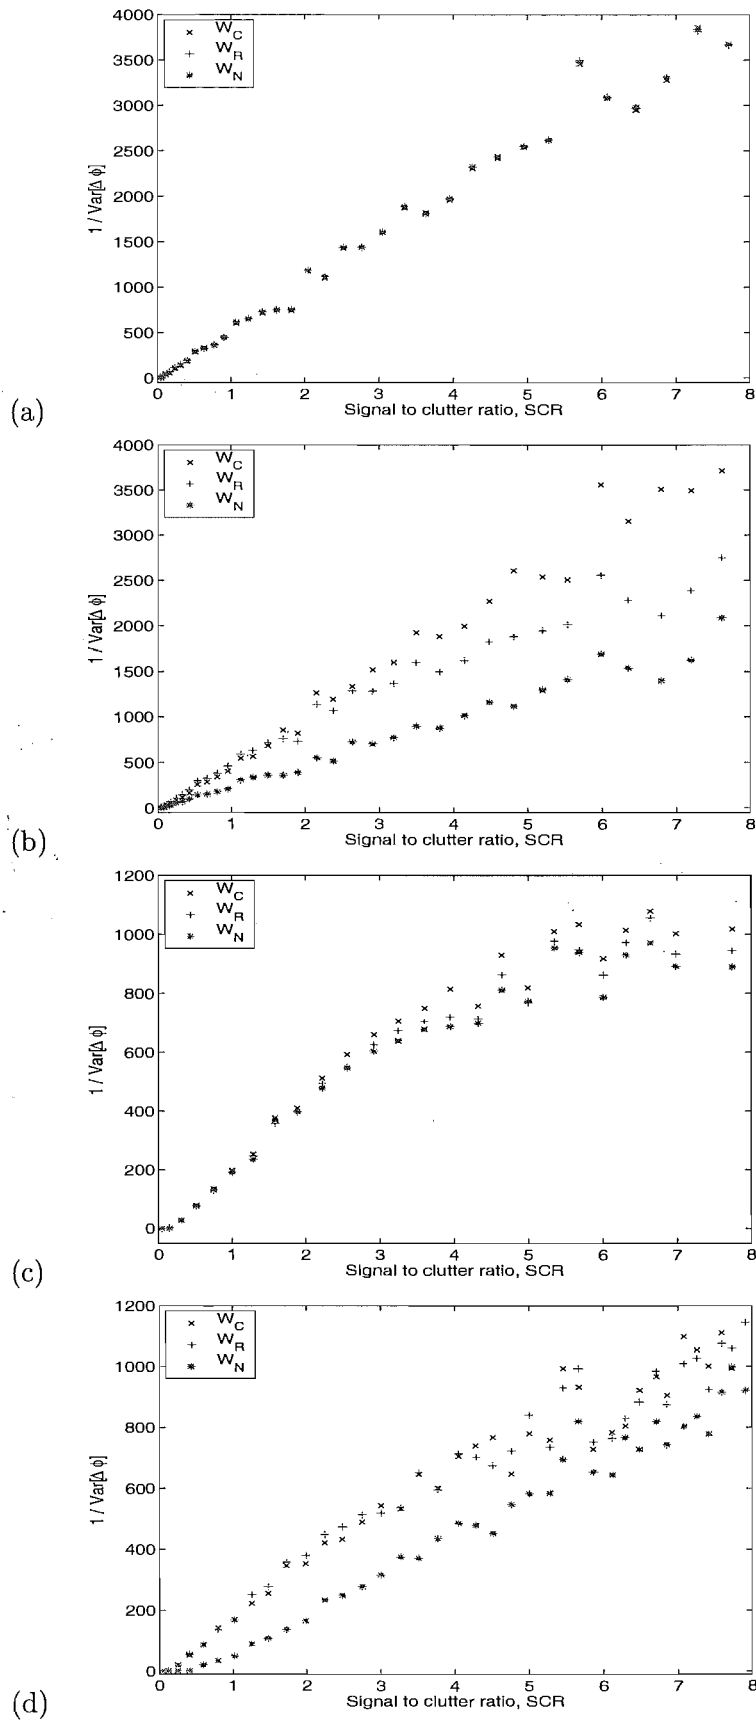 4000
3500
3000
2500
2000
1500
1000
500
0
1 / Var[Δ ϕ]
× W_C
+ W_R
* W_N
0 1 2 3 4 5 6 7 8
Signal to clutter ratio, SCR
(a)
4000
3500
3000
2500
2000
1500
1000
500
0
1 / Var[Δ ϕ]
× W_C
+ W_R
* W_N
0 1 2 3 4 5 6 7 8
Signal to clutter ratio, SCR
(b)
1200
1000
800
600
400
200
0
1 / Var[Δ ϕ]
× W_C
+ W_R
* W_N
0 1 2 3 4 5 6 7 8
Signal to clutter ratio, SCR
(c)
1200
1000
800
600
400
200
0
1 / Var[Δ ϕ]
× W_C
+ W_R
* W_N
0 1 2 3 4 5 6 7 8
Signal to clutter ratio, SCR
(d)